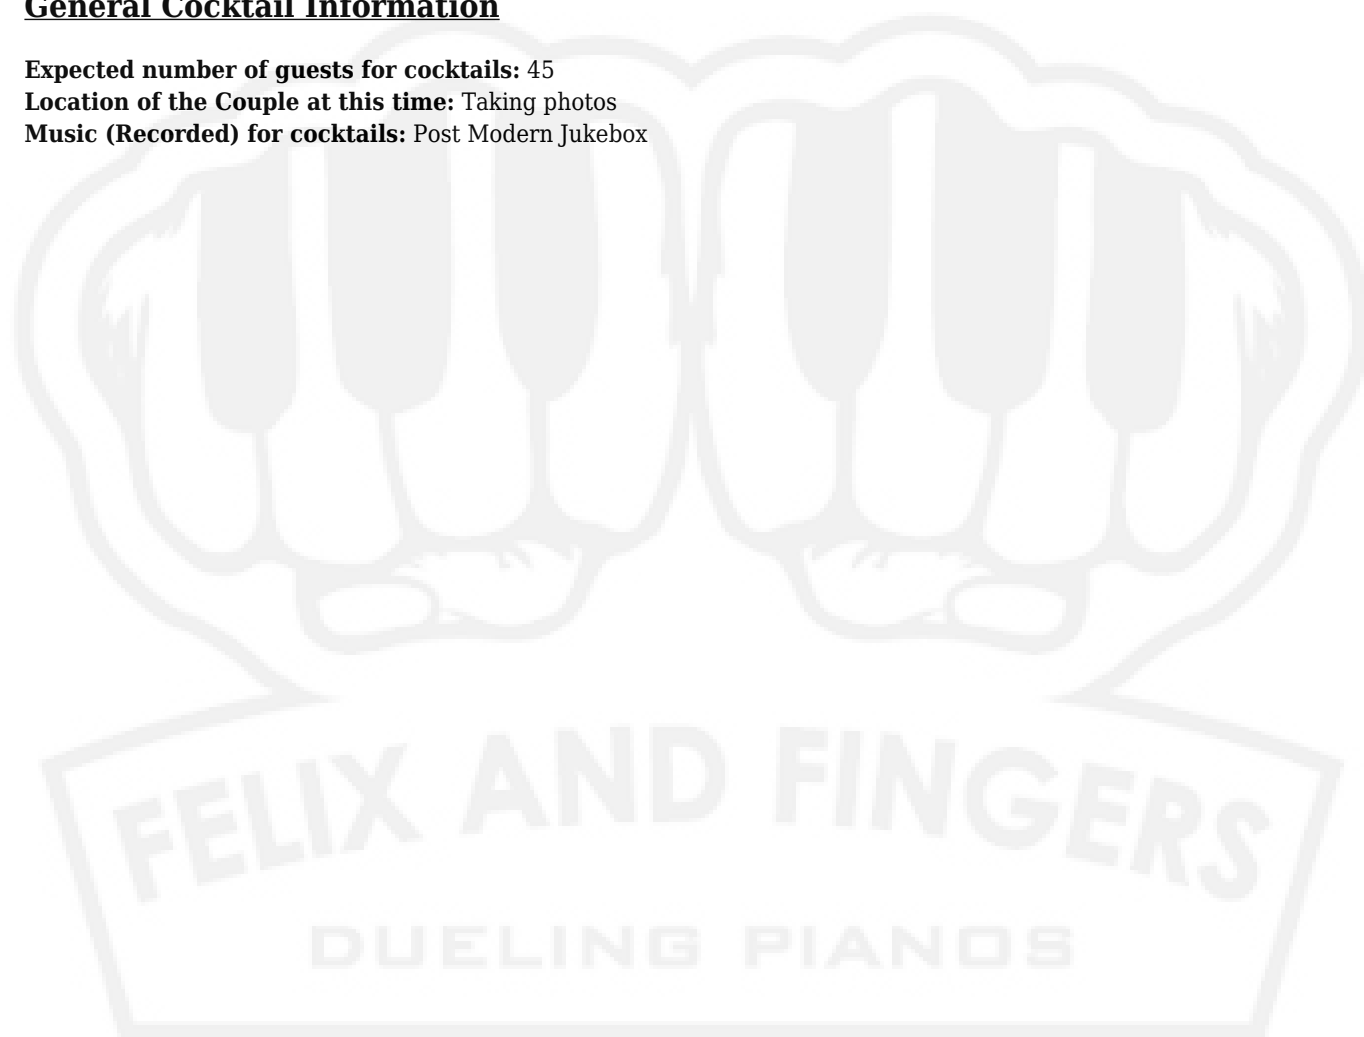 General Cocktail Information
Expected number of guests for cocktails: 45
Location of the Couple at this time: Taking photos
Music (Recorded) for cocktails: Post Modern Jukebox
FELIX AND FINGERS
DUELING PIANOS